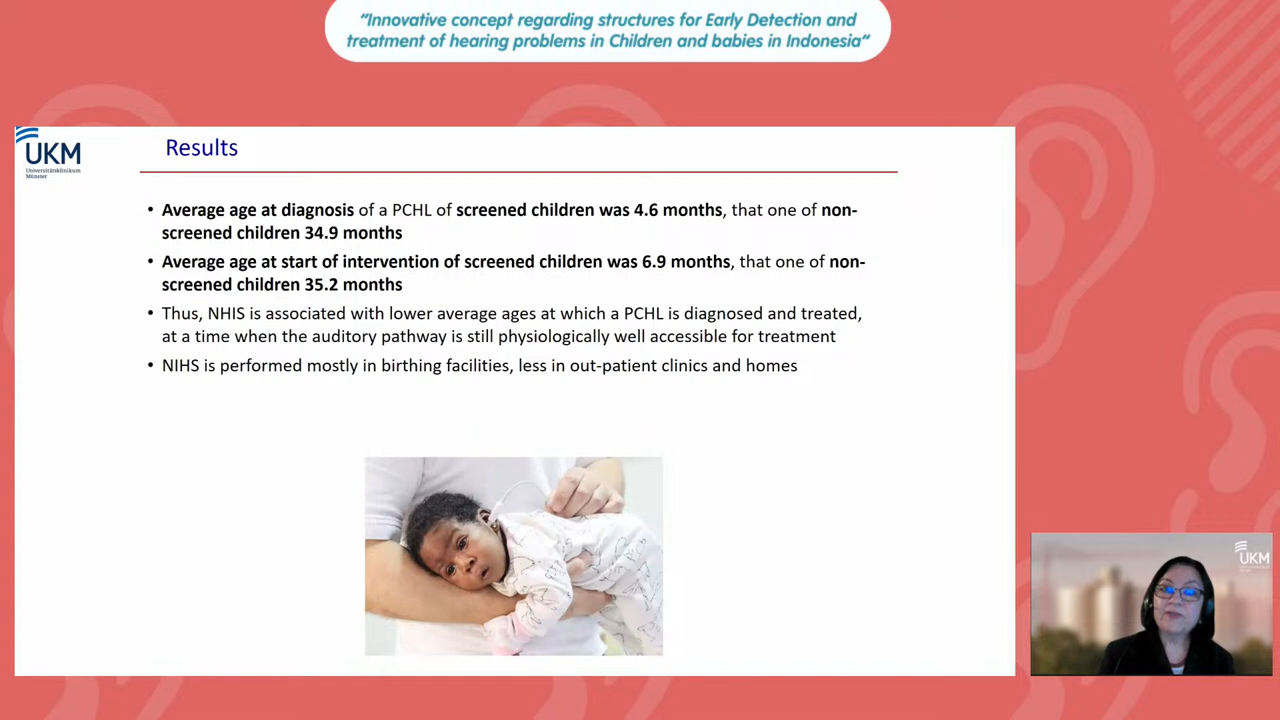 “Innovative concept regarding structures for Early Detection and
treatment of hearing problems in Children and babies in Indonesia“
UKM
Universitätsklinikum
Münster
Results
• Average age at diagnosis of a PCHL of screened children was 4.6 months, that one of non-
screened children 34.9 months
• Average age at start of intervention of screened children was 6.9 months, that one of non-
screened children 35.2 months
• Thus, NHIS is associated with lower average ages at which a PCHL is diagnosed and treated,
at a time when the auditory pathway is still physiologically well accessible for treatment
• NIHS is performed mostly in birthing facilities, less in out-patient clinics and homes
UKM